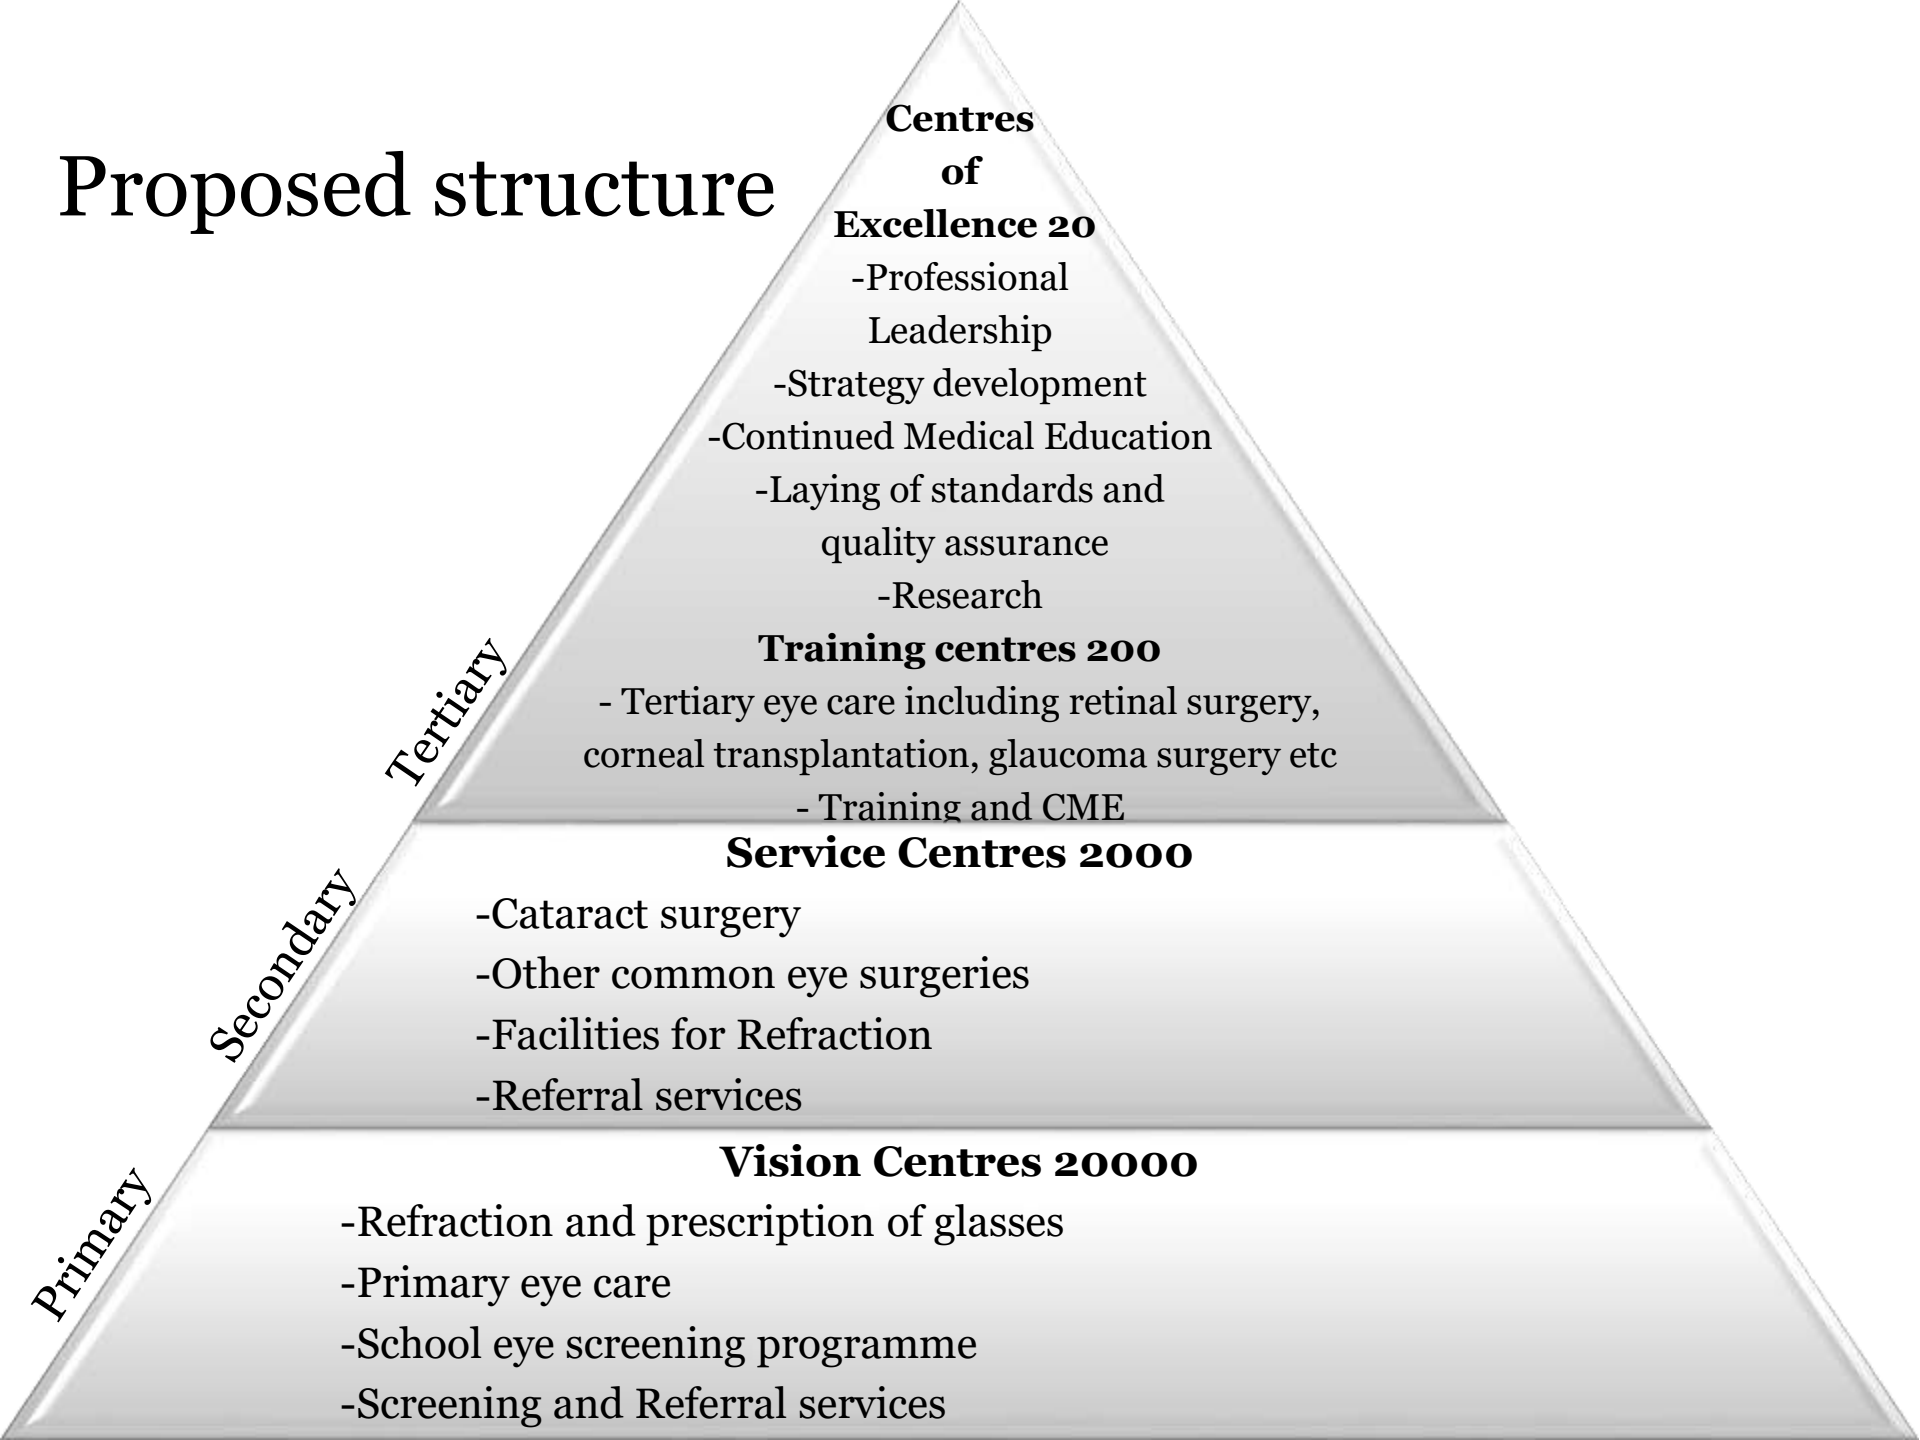 Proposed structure
Centres
of
Excellence 20
-Professional
Leadership
-Strategy development
-Continued Medical Education
-Laying of standards and
quality assurance
-Research
Training centres 200
- Tertiary eye care including retinal surgery,
corneal transplantation, glaucoma surgery etc
- Training and CME
Tertiary
Service Centres 2000
-Cataract surgery
-Other common eye surgeries
-Facilities for Refraction
-Referral services
Secondary
Vision Centres 20000
-Refraction and prescription of glasses
-Primary eye care
-School eye screening programme
-Screening and Referral services
Primary